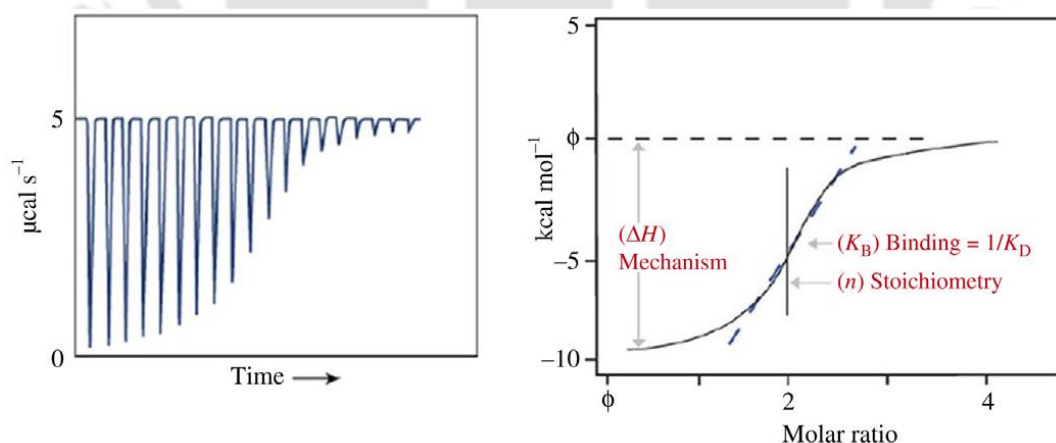 5
0
μcal s⁻¹
Time
5
ϕ
−5
−10
kcal mol⁻¹
(ΔH)
Mechanism
(K_B) Binding = 1/K_D
(n) Stoichiometry
ϕ
2
4
Molar ratio